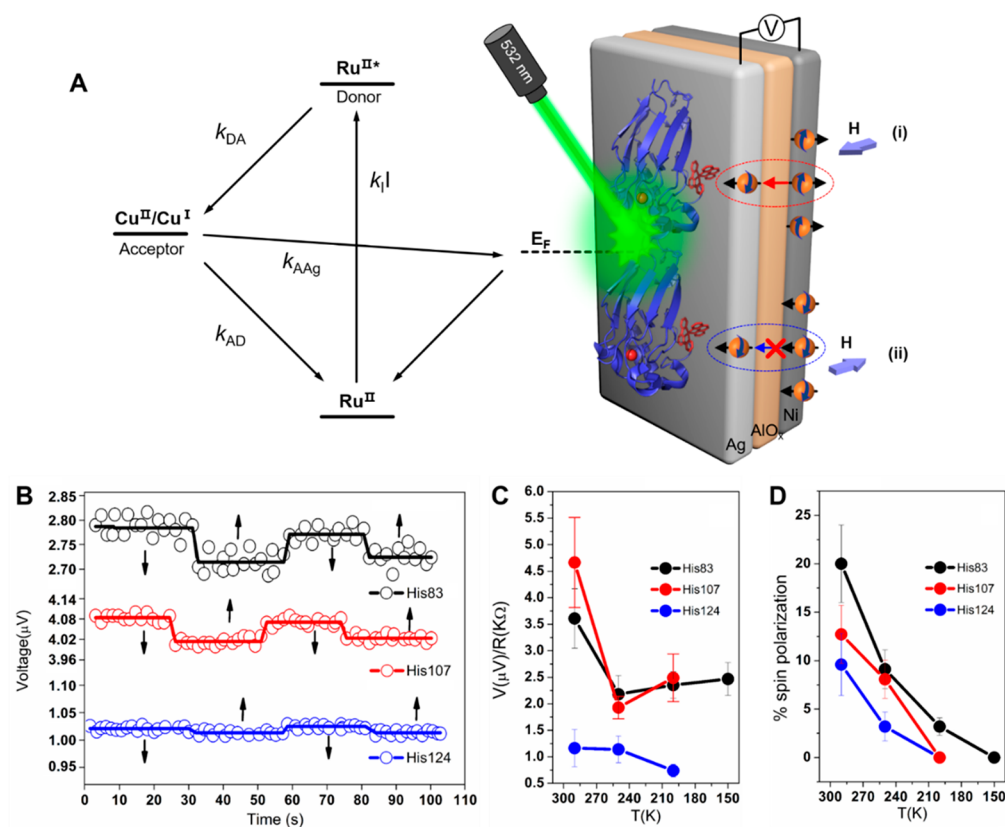 A
Ru^II*
Donor
k_DA
k_I I
Cu^II/Cu^I
Acceptor
k_AAg
k_AD
E_F
Ru^II
532 nm
V
H (i)
H (ii)
Ag
AlO_x
Ni
B
Voltage(μV)
2.85
2.80
2.75
2.70
4.14
4.08
4.02
3.96
1.10
1.05
1.00
0.95
His83
His107
His124
0 10 20 30 40 50 60 70 80 90 100 110
Time (s)
C
V(μV)/R(KΩ)
6.0
5.5
5.0
4.5
4.0
3.5
3.0
2.5
2.0
1.5
1.0
0.5
His83
His107
His124
300 270 240 210 180 150
T(K)
D
% spin polarization
25
20
15
10
5
0
His83
His107
His124
300 270 240 210 180 150
T(K)